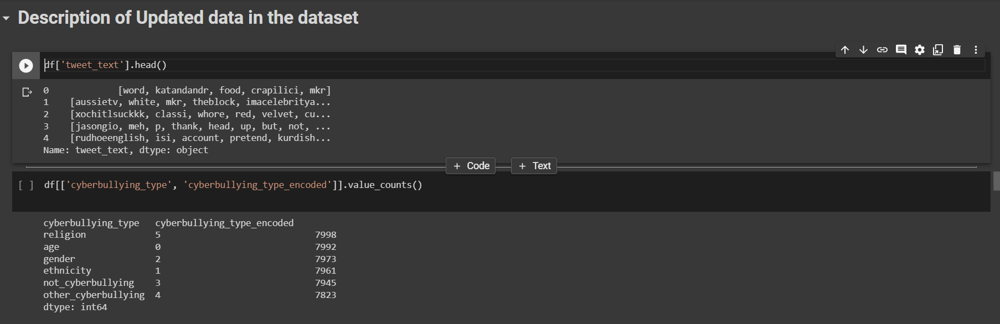 Description of Updated data in the dataset
df['tweet_text'].head()
0 [word, katandandr, food, crapilici, mkr]
1 [aussietv, white, mkr, theblock, imacelebritya...
2 [xochitlsuckkk, classi, whore, red, velvet, cu...
3 [jasongio, meh, p, thank, head, up, but, not, ...
4 [rudhoeenglish, isi, account, pretend, kurdish...
Name: tweet_text, dtype: object
+ Code + Text
[ ] df[['cyberbullying_type', 'cyberbullying_type_encoded']].value_counts()
cyberbullying_type cyberbullying_type_encoded
religion 5 7998
age 0 7992
gender 2 7973
ethnicity 1 7961
not_cyberbullying 3 7945
other_cyberbullying 4 7823
dtype: int64